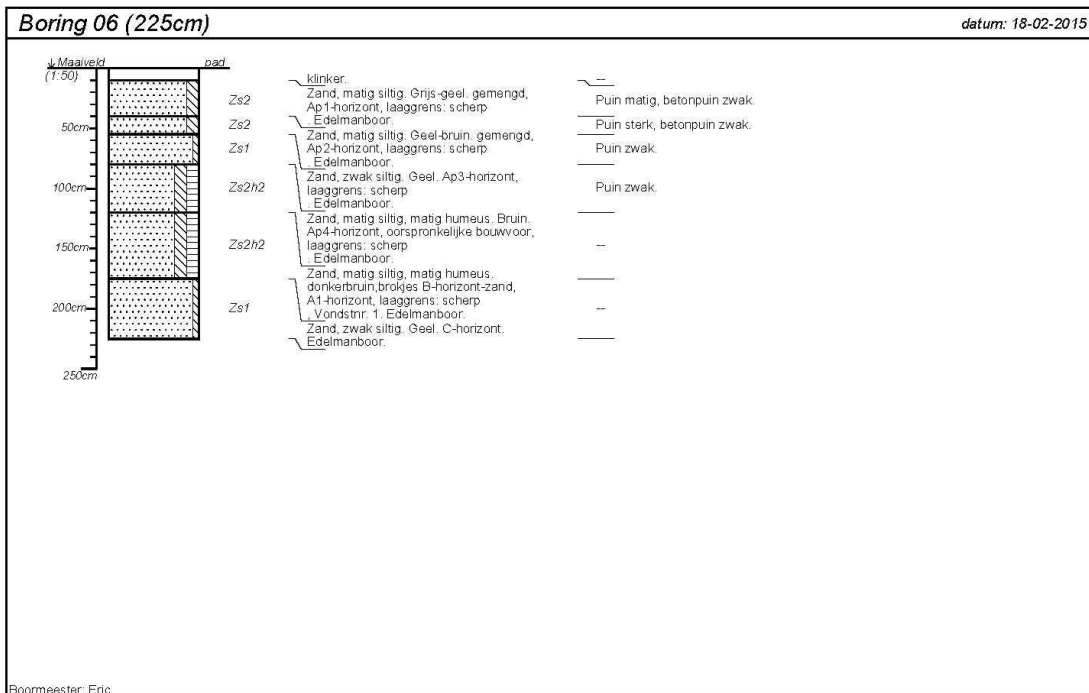 Boring 06 (225cm)
datum: 18-02-2015
↓ Maaiveld
pad
(1:50)
50cm
100cm
150cm
200cm
250cm
Zs2
Zs2
Zs1
Zs2h2
Zs2h2
Zs1
klinker.
Zand, matig siltig. Grijs-geel. gemengd,
Ap1-horizont, laaggrens: scherp
. Edelmanboor.
Zand, matig siltig. Geel-bruin. gemengd,
Ap2-horizont, laaggrens: scherp
. Edelmanboor.
Zand, zwak siltig. Geel. Ap3-horizont,
laaggrens: scherp
. Edelmanboor.
Zand, matig siltig, matig humeus. Bruin.
Ap4-horizont, oorspronkelijke bouwvoor,
laaggrens: scherp
. Edelmanboor.
Zand, matig siltig, matig humeus.
donkerbruin,brokjes B-horizont-zand,
A1-horizont, laaggrens: scherp
, Vondstnr. 1. Edelmanboor.
Zand, zwak siltig. Geel. C-horizont.
Edelmanboor.
--
Puin matig, betonpuin zwak.
Puin sterk, betonpuin zwak.
Puin zwak.
Puin zwak.
--
--
Boormeester: Eric